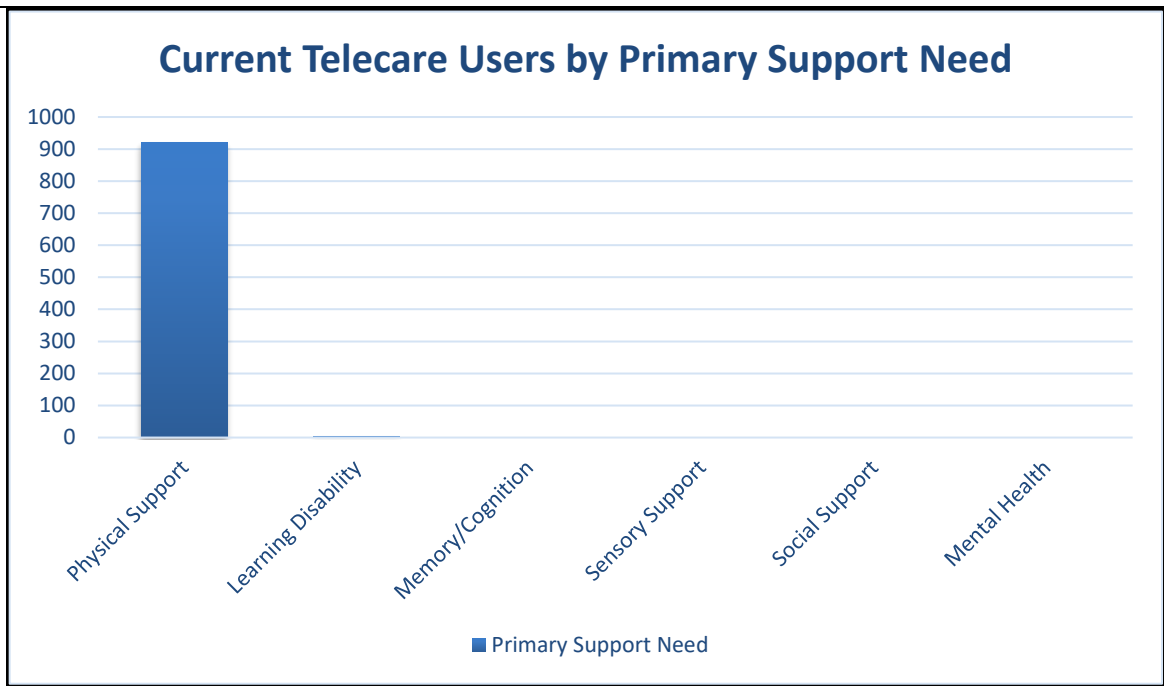 Current Telecare Users by Primary Support Need
1000
900
800
700
600
500
400
300
200
100
0
Physical Support
Learning Disability
Memory/Cognition
Sensory Support
Social Support
Mental Health
Primary Support Need